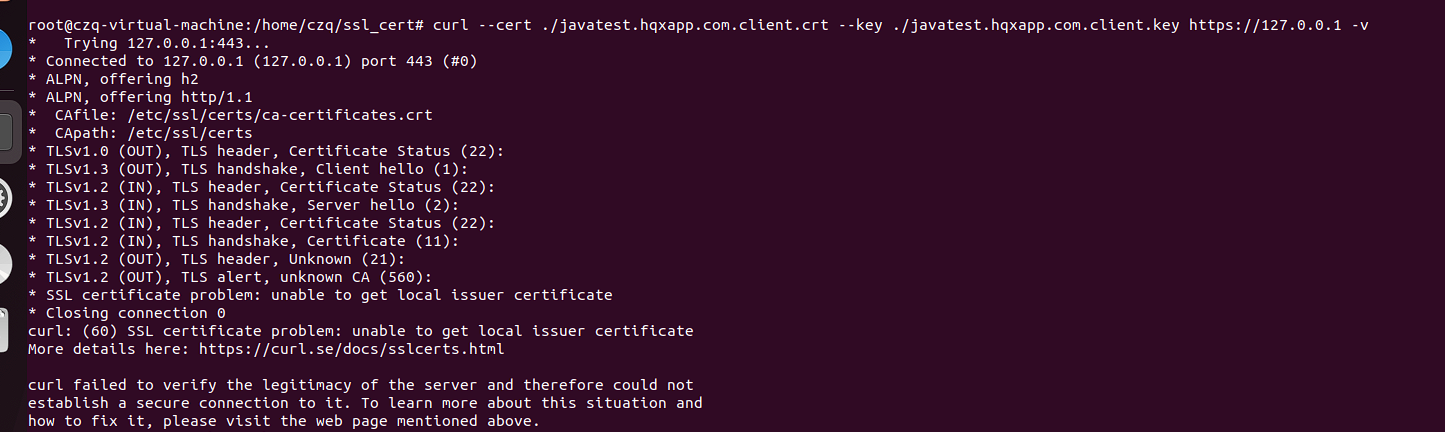 root@czq-virtual-machine:/home/czq/ssl_cert# curl --cert ./javatest.hqxapp.com.client.crt --key ./javatest.hqxapp.com.client.key https://127.0.0.1 -v
*   Trying 127.0.0.1:443...
* Connected to 127.0.0.1 (127.0.0.1) port 443 (#0)
* ALPN, offering h2
* ALPN, offering http/1.1
*  CAfile: /etc/ssl/certs/ca-certificates.crt
*  CApath: /etc/ssl/certs
* TLSv1.0 (OUT), TLS header, Certificate Status (22):
* TLSv1.3 (OUT), TLS handshake, Client hello (1):
* TLSv1.2 (IN), TLS header, Certificate Status (22):
* TLSv1.3 (IN), TLS handshake, Server hello (2):
* TLSv1.2 (IN), TLS header, Certificate Status (22):
* TLSv1.2 (IN), TLS handshake, Certificate (11):
* TLSv1.2 (OUT), TLS header, Unknown (21):
* TLSv1.2 (OUT), TLS alert, unknown CA (560):
* SSL certificate problem: unable to get local issuer certificate
* Closing connection 0
curl: (60) SSL certificate problem: unable to get local issuer certificate
More details here: https://curl.se/docs/sslcerts.html
curl failed to verify the legitimacy of the server and therefore could not
establish a secure connection to it. To learn more about this situation and
how to fix it, please visit the web page mentioned above.